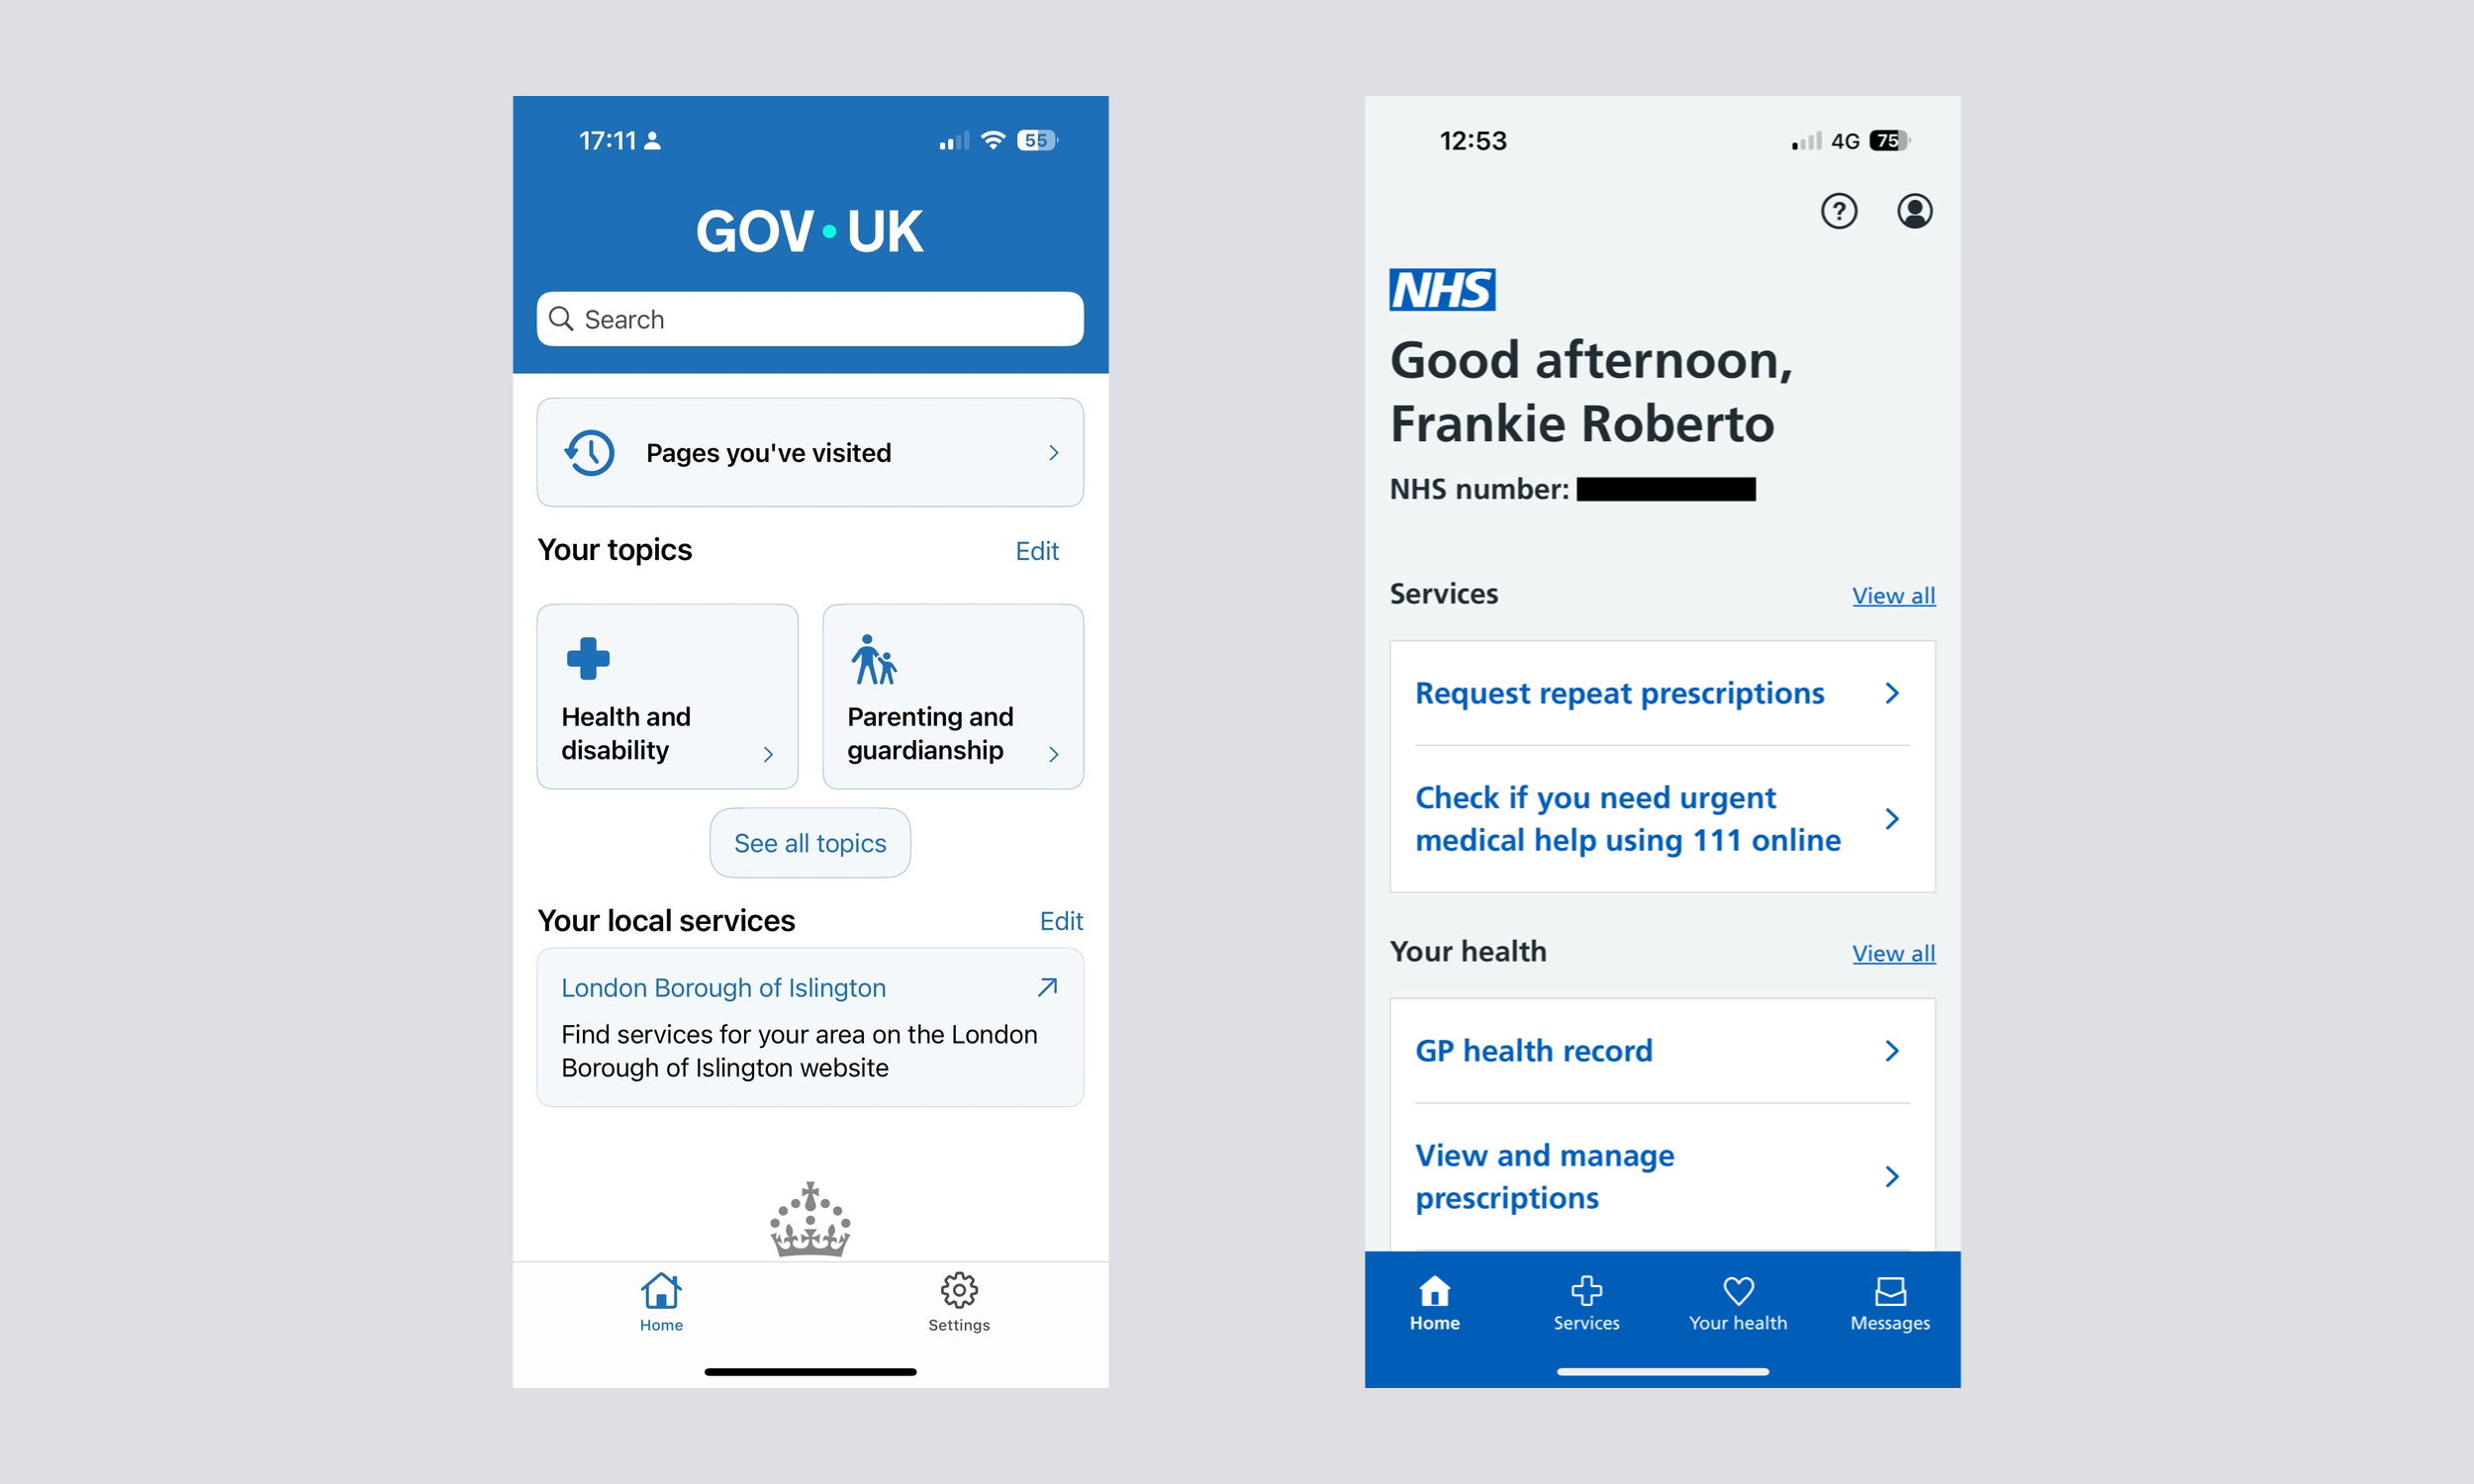 17:11
55
GOV·UK
Search
Pages you've visited
Your topics
Edit
Health and
disability
Parenting and
guardianship
See all topics
Your local services
Edit
London Borough of Islington
Find services for your area on the London
Borough of Islington website
Home
Settings
12:53
4G
75
?
NHS
Good afternoon,
Frankie Roberto
NHS number:
Services
View all
Request repeat prescriptions
Check if you need urgent
medical help using 111 online
Your health
View all
GP health record
View and manage
prescriptions
Home
Services
Your health
Messages